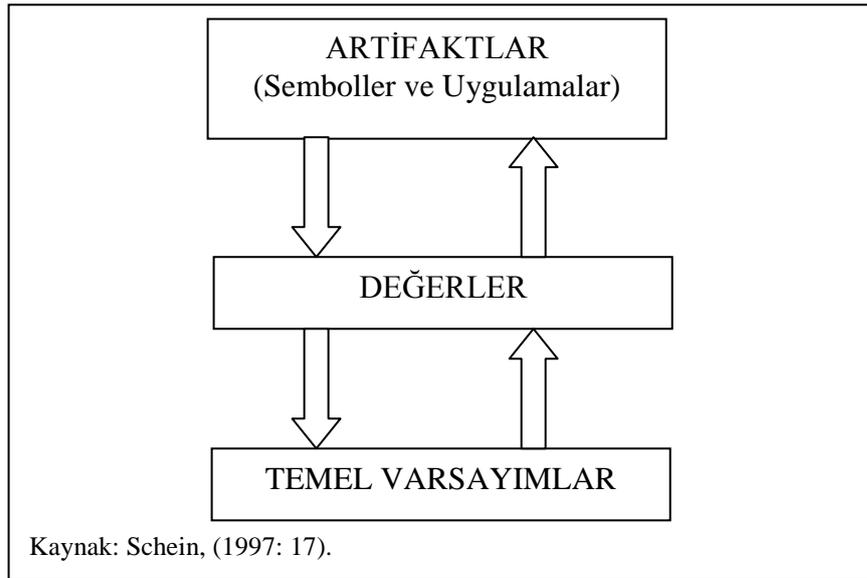 ARTİFAKTLAR
(Semboller ve Uygulamalar)
DEĞERLER
TEMEL VARSAYIMLAR
Kaynak: Schein, (1997: 17).